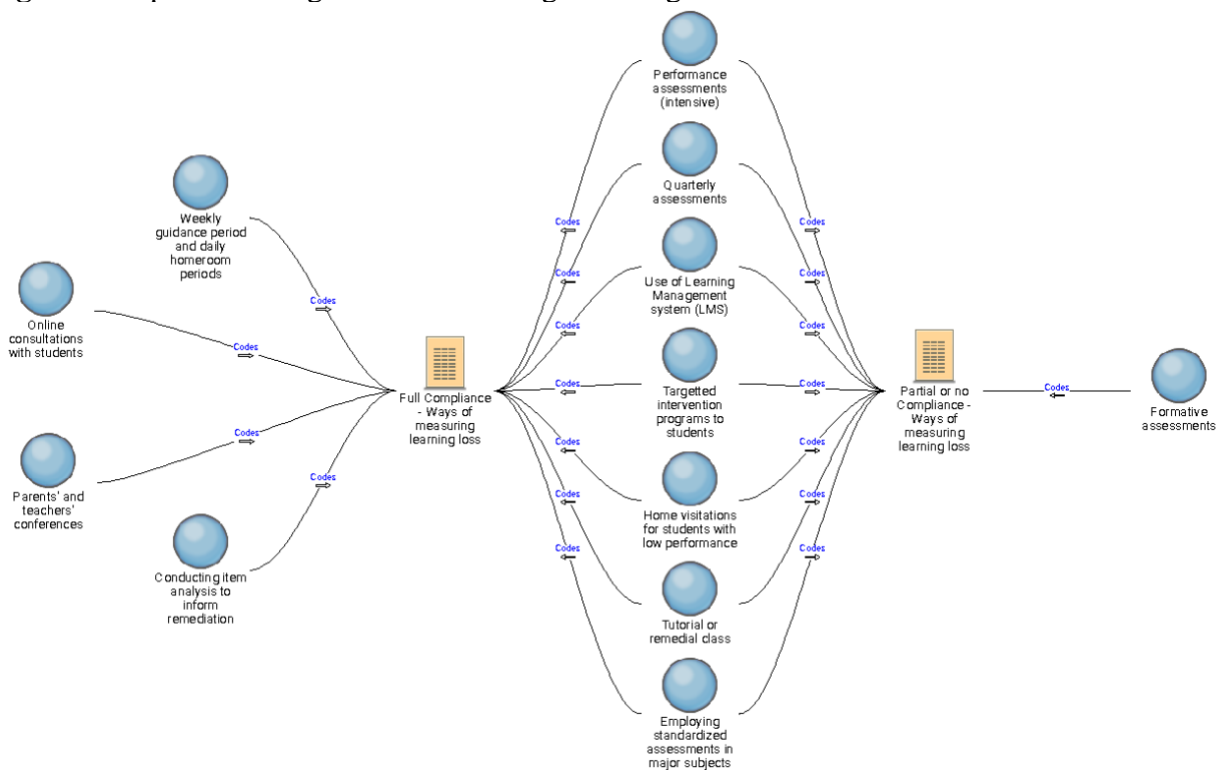 Performance
assessments
(intensive)
Quarterly
assessments
Weekly
guidance period
and daily
homeroom
periods
Codes
Codes
Codes
Codes
Use of Learning
Management
system (LMS)
Codes
Codes
Online
consultations
with students
Codes
Codes
Codes
Codes
Full Compliance
- Ways of
measuring
learning loss
Codes
Targetted
intervention
programs to
students
Codes
Partial or no
Compliance -
Ways of
measuring
learning loss
Codes
Formative
assessments
Codes
Codes
Codes
Parents' and
teachers'
conferences
Codes
Codes
Codes
Home visitations
for students with
low performance
Conducting item
analysis to
inform
remediation
Codes
Codes
Tutorial or
remedial class
Employing
standardized
assessments in
major subjects